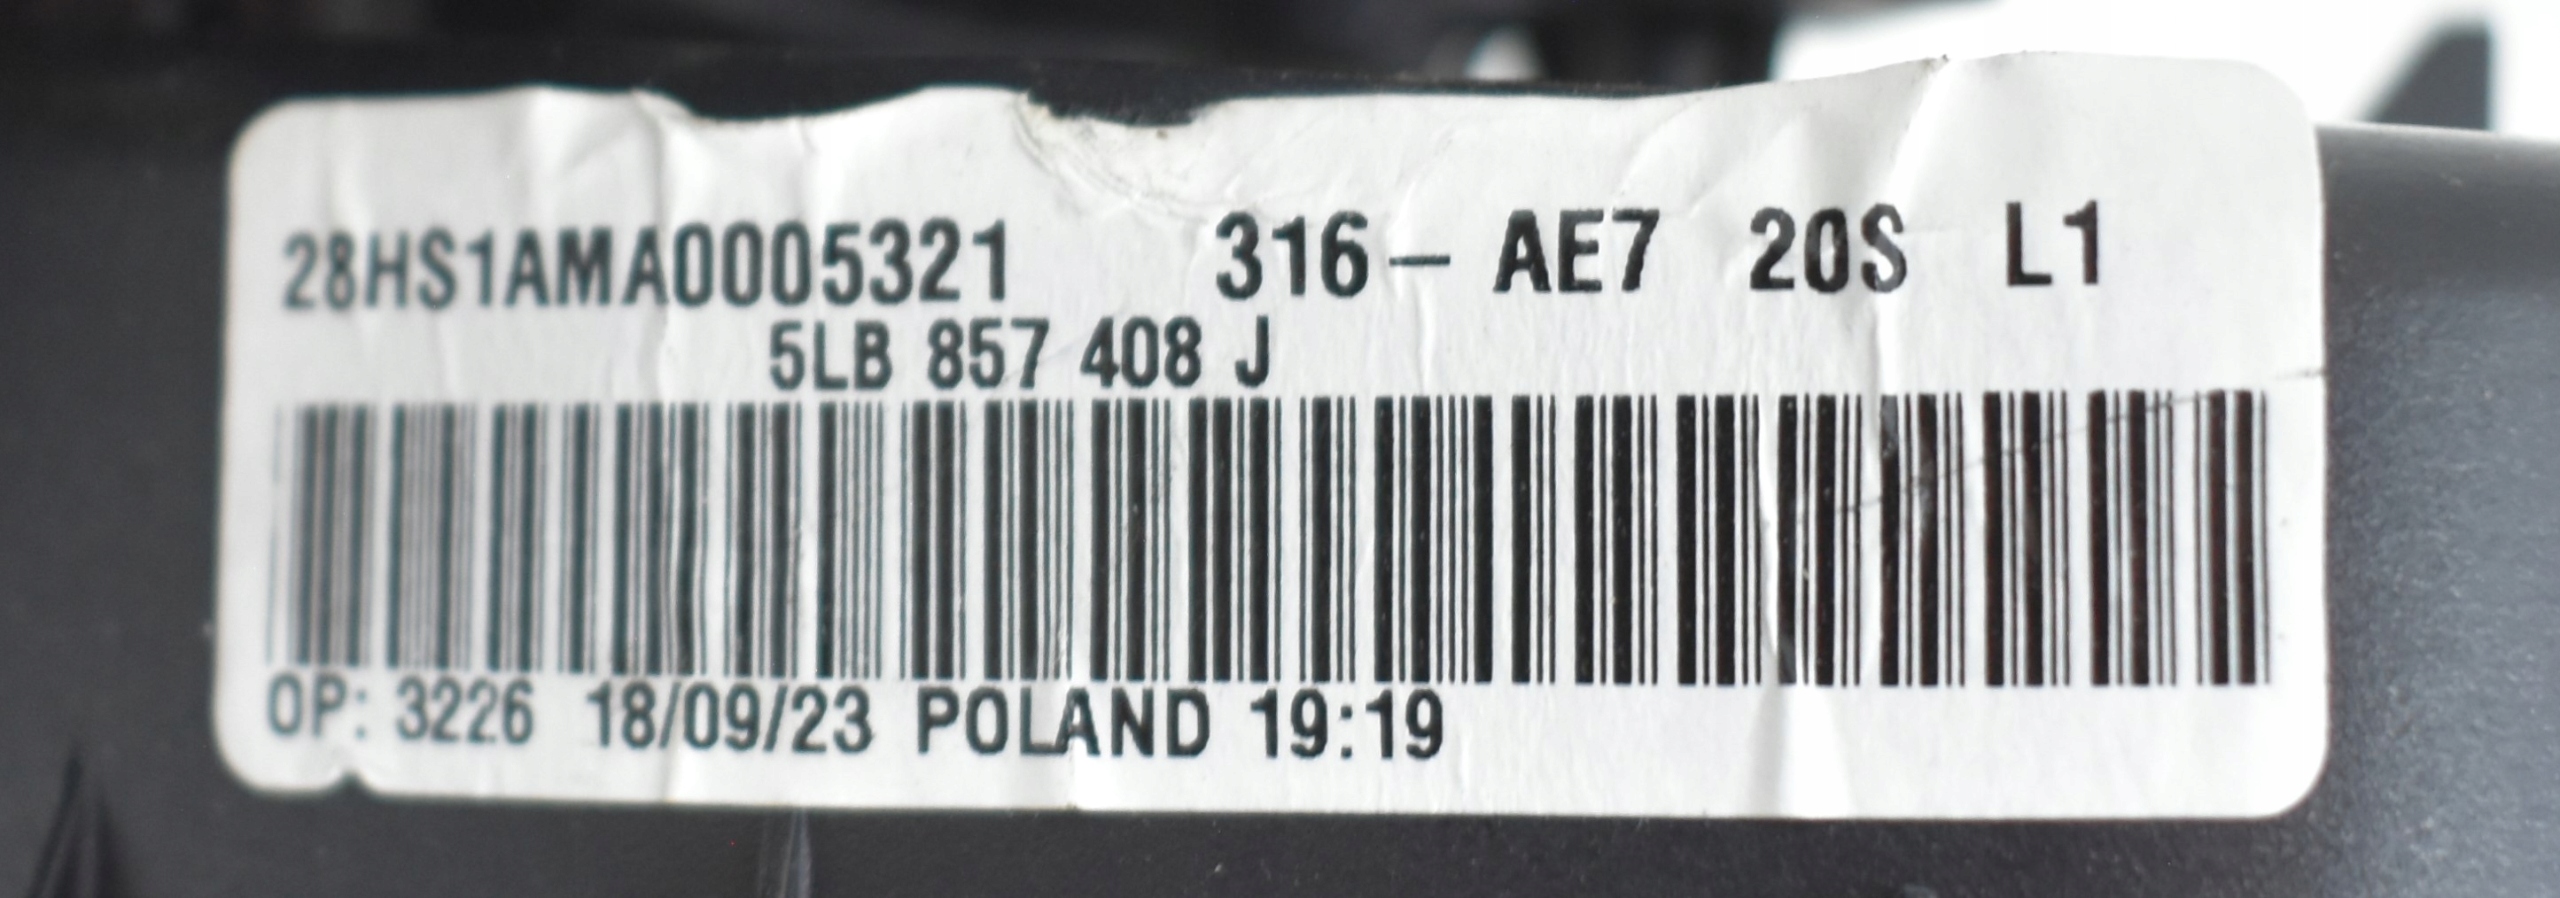 28HS1AMA0005321 316- AE7 20S L1
5LB 857 408 J
OP: 3226 18/09/23 POLAND 19:19